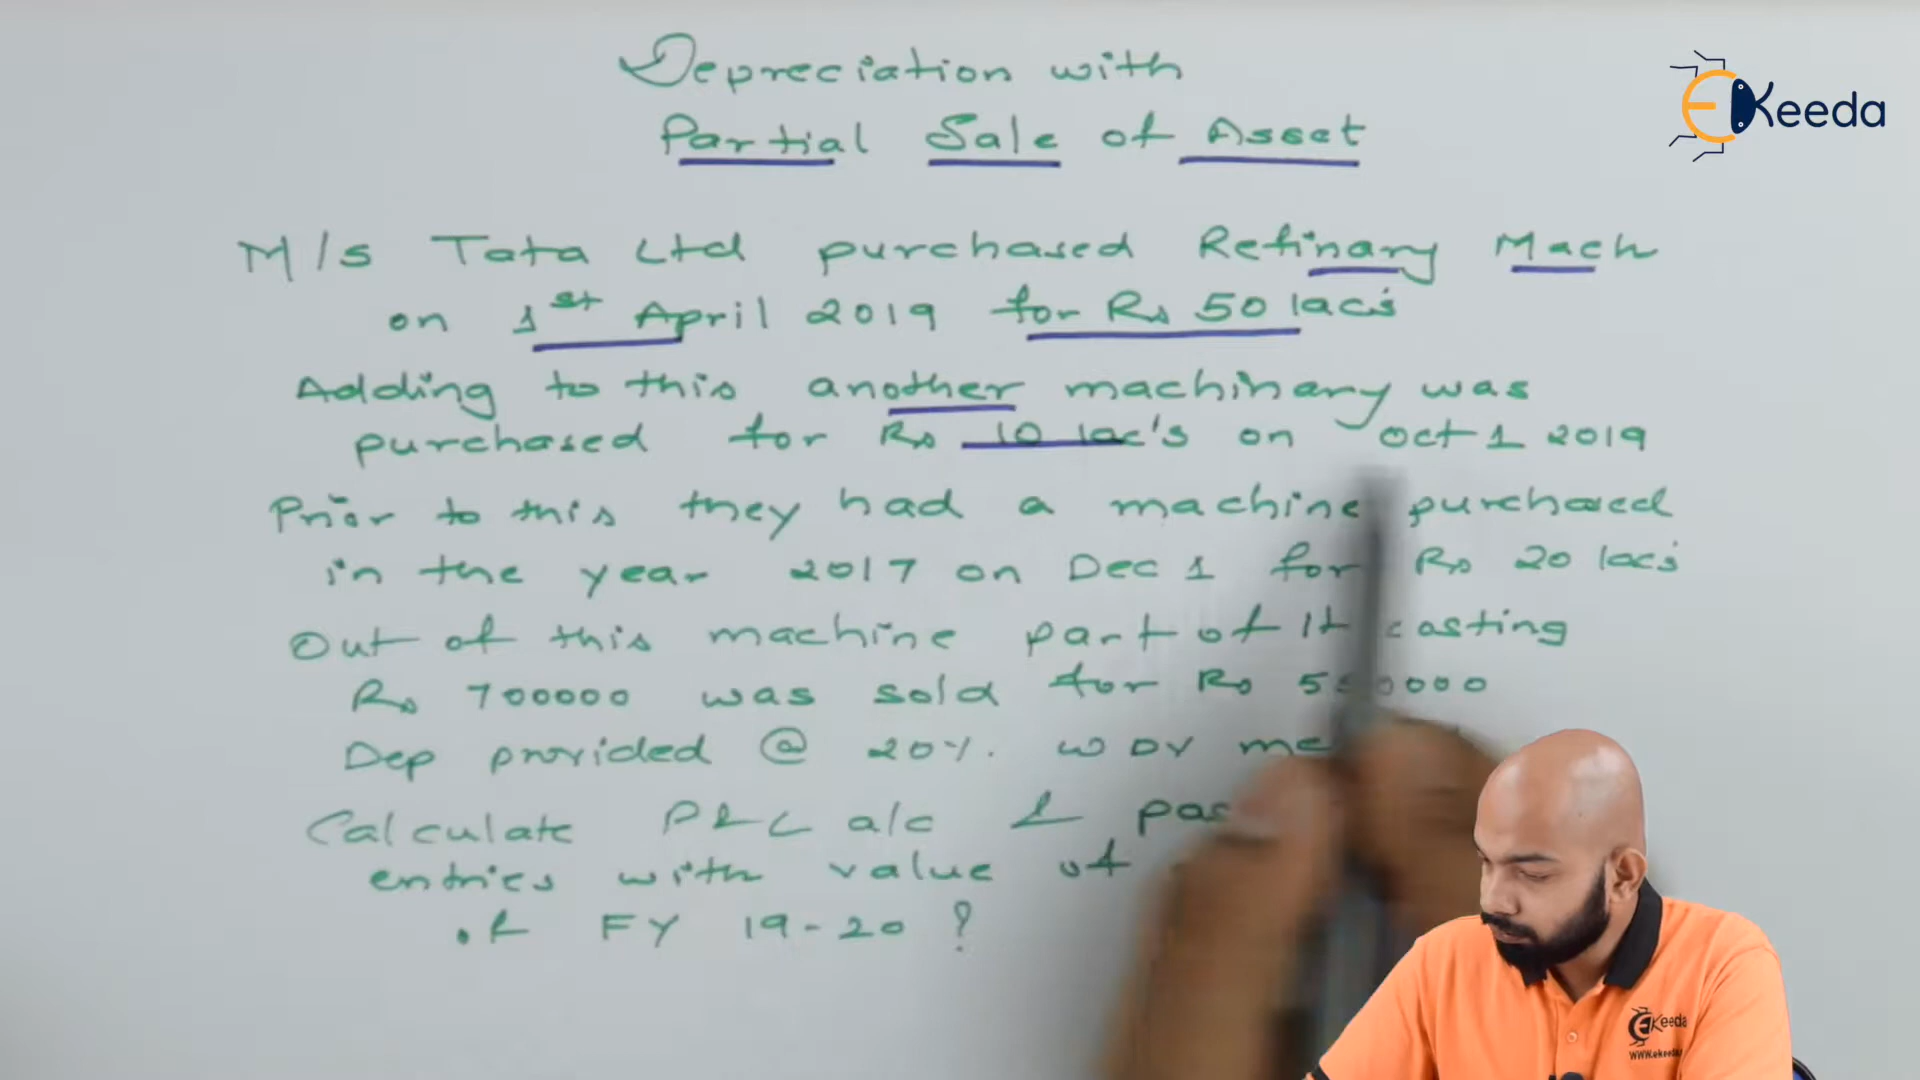 Depreciation with
Partial Sale of Asset
EKeeda
M/s Tata Ltd purchased Refinary Mach
on 1st April 2019 for Rs 50 lac's
Adding to this another machinary was
purchased for Rs 10 lac's on Oct 1 2019
Prior to this they had a machine purchased
in the year 2017 on Dec 1 for Rs 20 lacs
Out of this machine part of it costing
Rs 700000 was sold for Rs
Dep provided @ 20%. WDV
Calculate P&L a/c &
entries with value of
of FY 19-20 ?
EKeeda